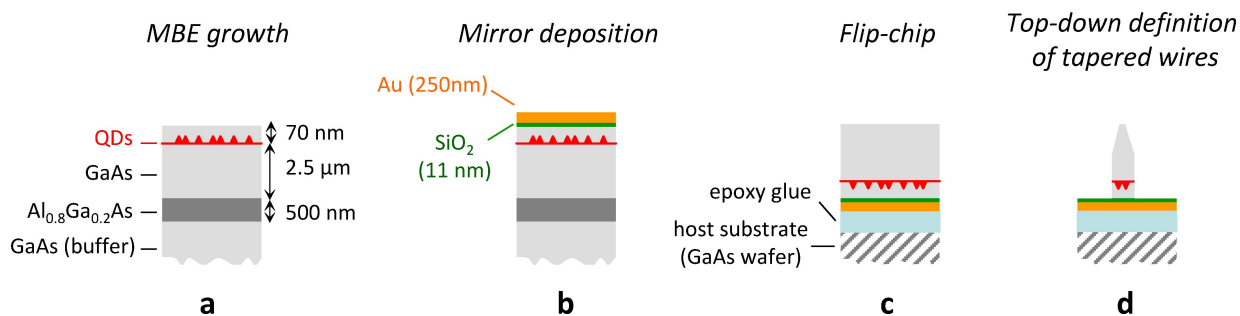 MBE growth
Mirror deposition
Flip-chip
Top-down definition
of tapered wires
QDs
GaAs
Al0.8Ga0.2As
GaAs (buffer)
70 nm
2.5 μm
500 nm
a
Au (250nm)
SiO2
(11 nm)
b
epoxy glue
host substrate
(GaAs wafer)
c
d